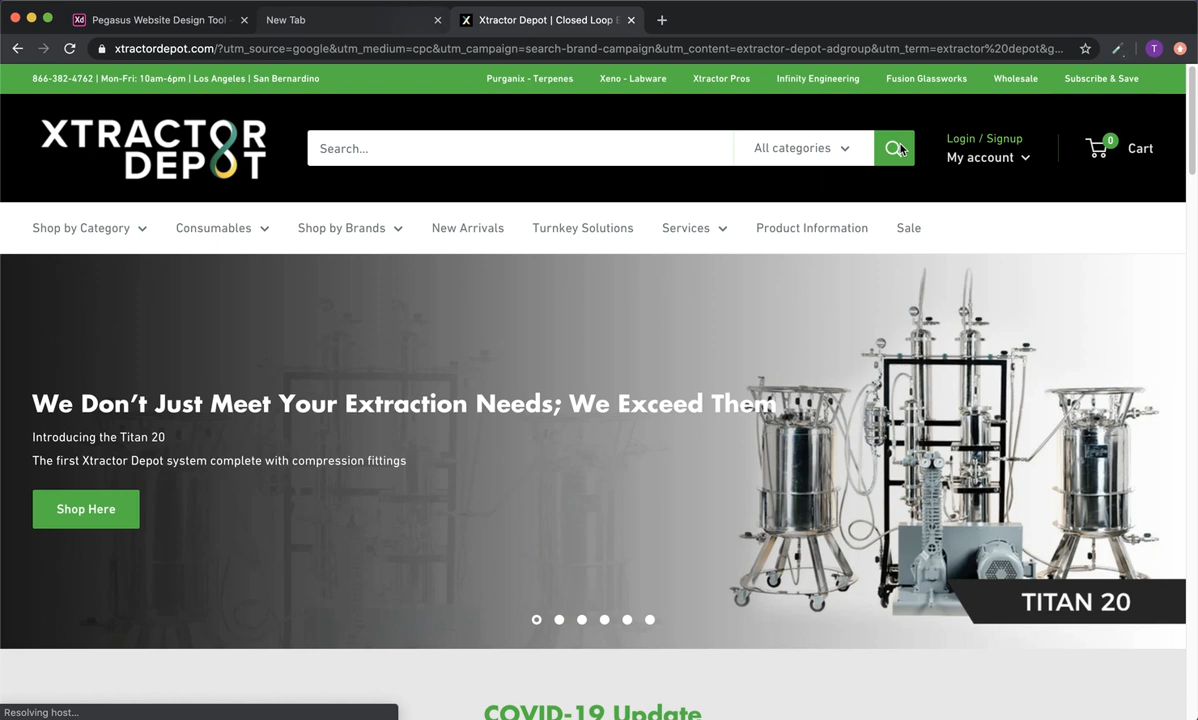 Pegasus Website Design Tool
New Tab
Xtractor Depot | Closed Loop E
xtractordepot.com/?utm_source=google&utm_medium=cpc&utm_campaign=search-brand-campaign&utm_content=extractor-depot-adgroup&utm_term=extractor%20depot&g...
T
866-382-4762 | Mon-Fri: 10am-6pm | Los Angeles | San Bernardino
Purganix - Terpenes Xeno - Labware Xtractor Pros Infinity Engineering Fusion Glassworks Wholesale Subscribe & Save
XTRACTOR
DEPOT
Search...
All categories
Login / Signup
My account
0
Cart
Shop by Category Consumables Shop by Brands New Arrivals Turnkey Solutions Services Product Information Sale
We Don't Just Meet Your Extraction Needs; We Exceed Them
Introducing the Titan 20
The first Xtractor Depot system complete with compression fittings
Shop Here
TITAN 20
COVID-19 Update
Resolving host...